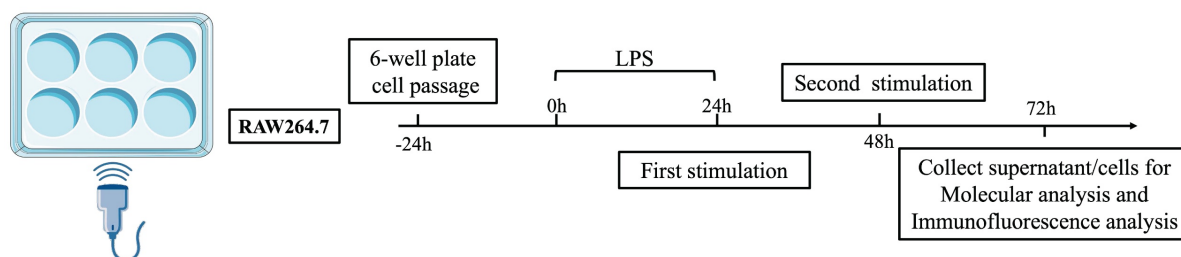 RAW264.7
6-well plate
cell passage
-24h
0h
LPS
24h
First stimulation
Second stimulation
48h
72h
Collect supernatant/cells for
Molecular analysis and
Immunofluorescence analysis